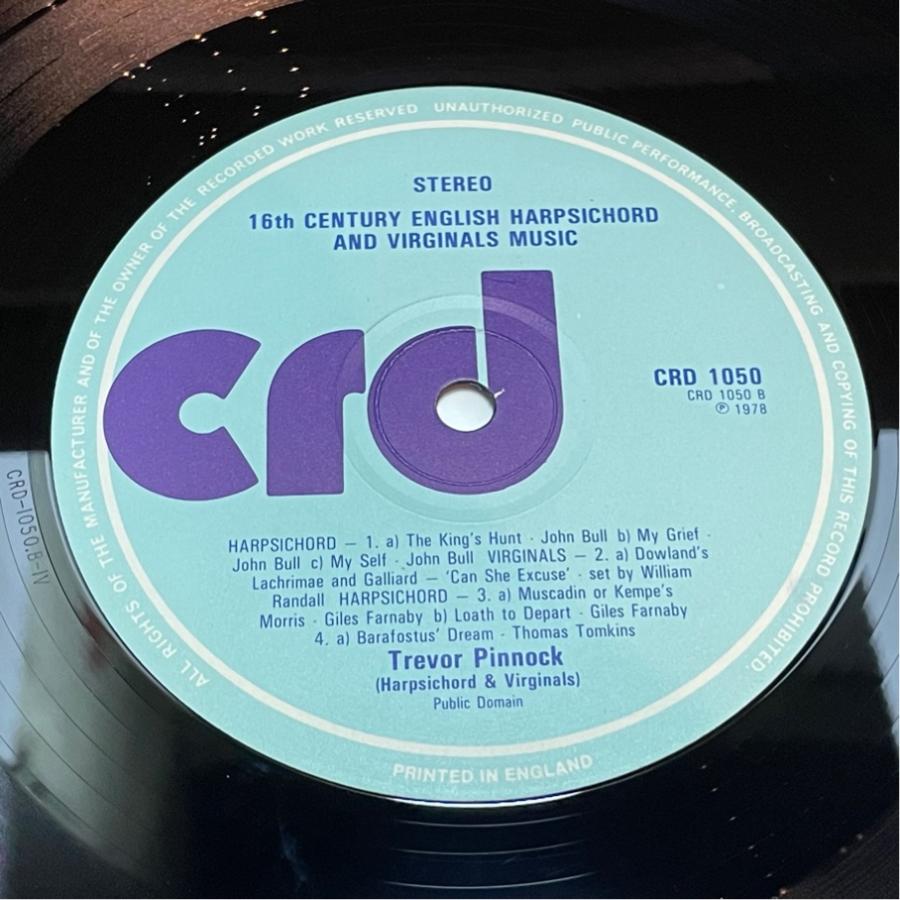 ALL RIGHTS OF THE MANUFACTURER AND OF THE OWNER OF THE RECORDED WORK RESERVED UNAUTHORIZED PUBLIC PERFORMANCE, BROADCASTING AND COPYING OF THIS RECORD PROHIBITED.
STEREO
16th CENTURY ENGLISH HARPSICHORD
AND VIRGINALS MUSIC
crd
CRD 1050
CRD 1050 B
℗ 1978
CRD-1050.B-IV
HARPSICHORD — 1. a) The King's Hunt · John Bull b) My Grief ·
John Bull c) My Self · John Bull VIRGINALS — 2. a) Dowland's
Lachrimae and Galliard — 'Can She Excuse' · set by William
Randall HARPSICHORD — 3. a) Muscadin or Kempe's
Morris · Giles Farnaby b) Loath to Depart · Giles Farnaby
4. a) Barafostus' Dream · Thomas Tomkins
Trevor Pinnock
(Harpsichord & Virginals)
Public Domain
PRINTED IN ENGLAND